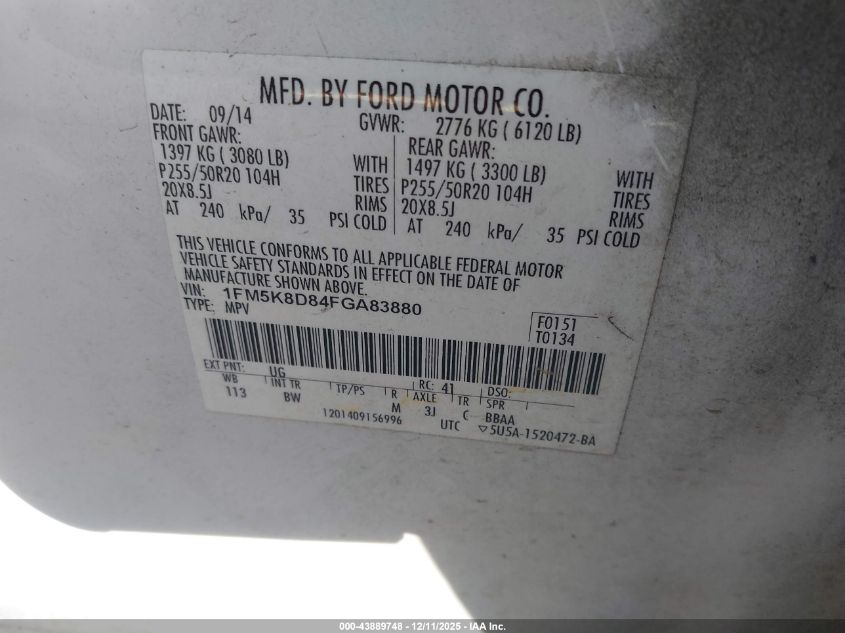 MFD. BY FORD MOTOR CO.
DATE: 09/14 GVWR: 2776 KG ( 6120 LB)
FRONT GAWR: REAR GAWR:
1397 KG ( 3080 LB) WITH 1497 KG ( 3300 LB) WITH
P255/50R20 104H TIRES P255/50R20 104H TIRES
20X8.5J RIMS 20X8.5J RIMS
AT 240 kPa/ 35 PSI COLD AT 240 kPa/ 35 PSI COLD
THIS VEHICLE CONFORMS TO ALL APPLICABLE FEDERAL MOTOR
VEHICLE SAFETY STANDARDS IN EFFECT ON THE DATE OF
MANUFACTURE SHOWN ABOVE.
VIN: 1FM5K8D84FGA83880
TYPE: MPV
F0151
T0134
EXT PNT: UG RC: 41 DSO:
WB INT TR TP/PS R AXLE TR SPR
113 BW M 3J C BBAA
1201409156996 UTC ▽5U5A-1520472-BA
000-43889748 - 12/11/2025 - IAAI.com